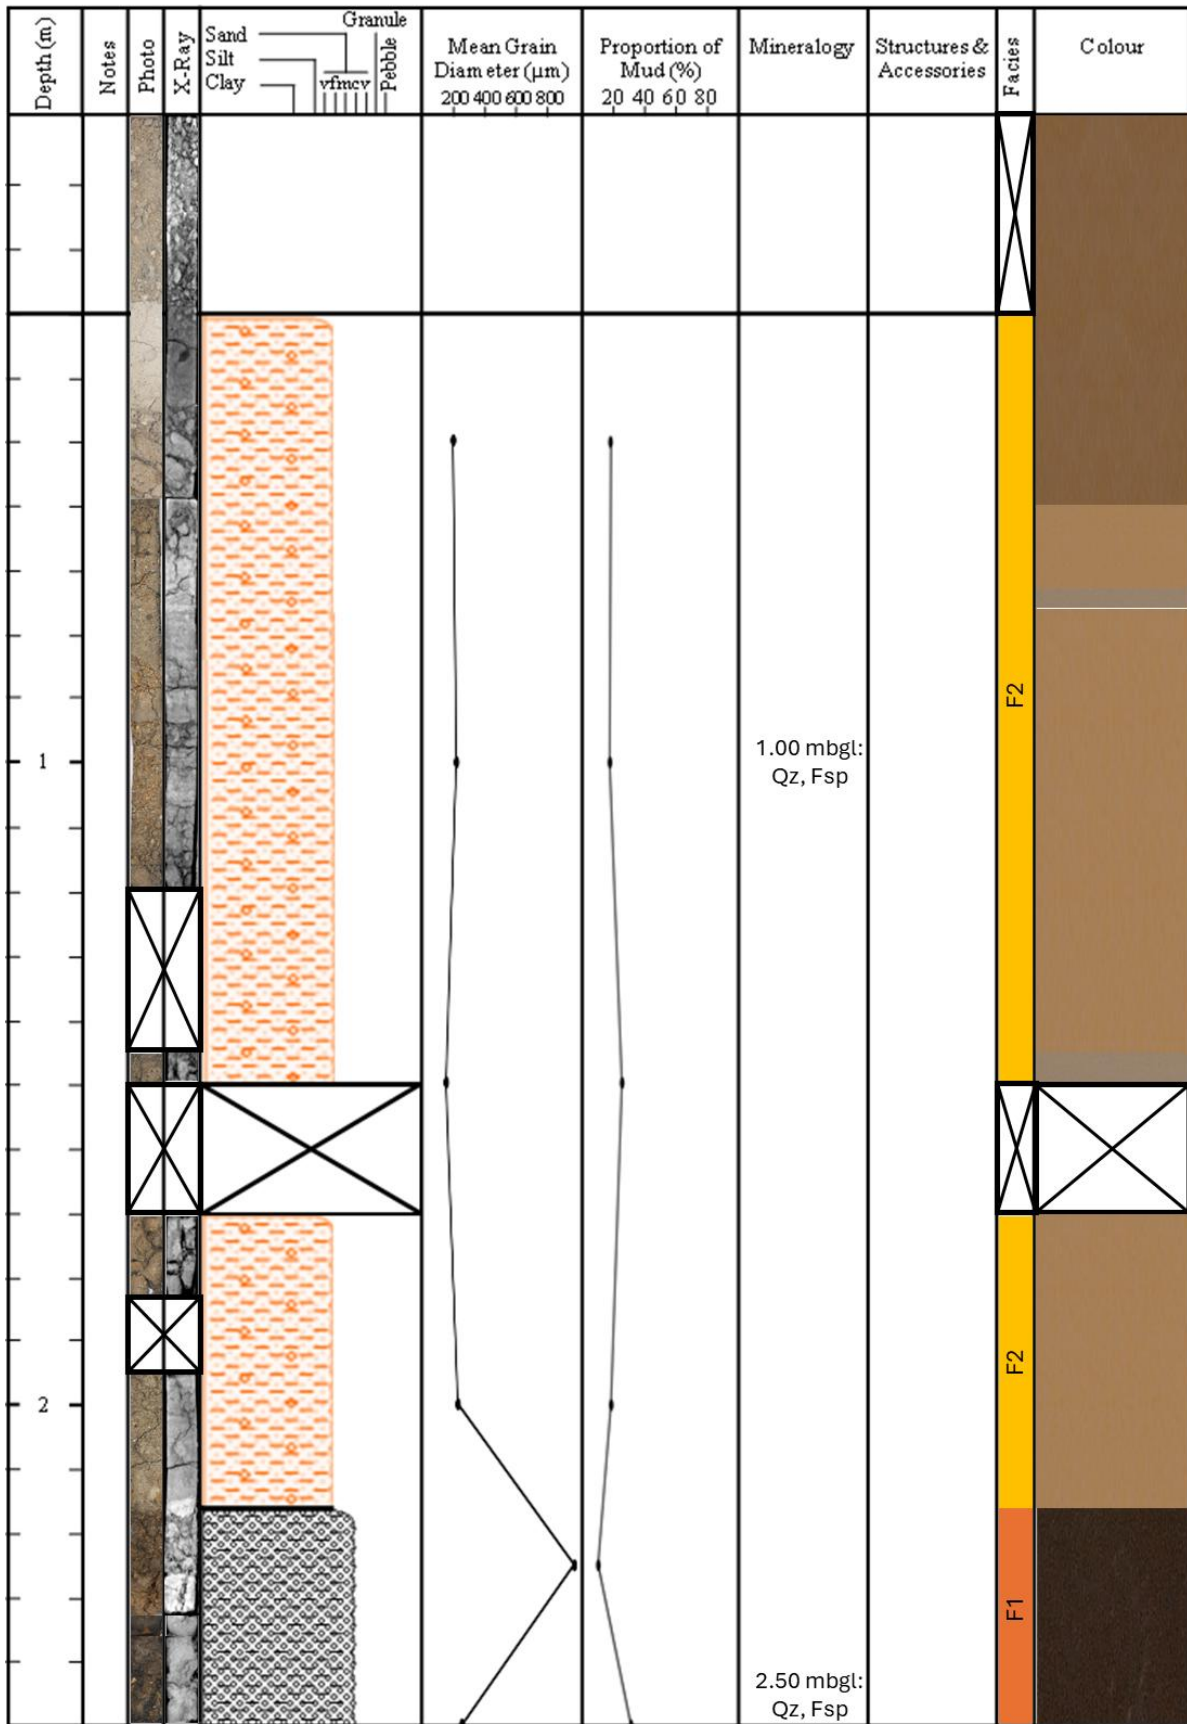 Depth (m)
Notes
Photo
X-Ray
Sand
Silt
Clay
vfmcv
Granule
Pebble
Mean Grain
Diameter (μm)
200 400 600 800
Proportion of
Mud (%)
20 40 60 80
Mineralogy
Structures &
Accessories
Facies
Colour
F2
1
1.00 mbgl:
Qz, Fsp
F2
2
F1
2.50 mbgl:
Qz, Fsp